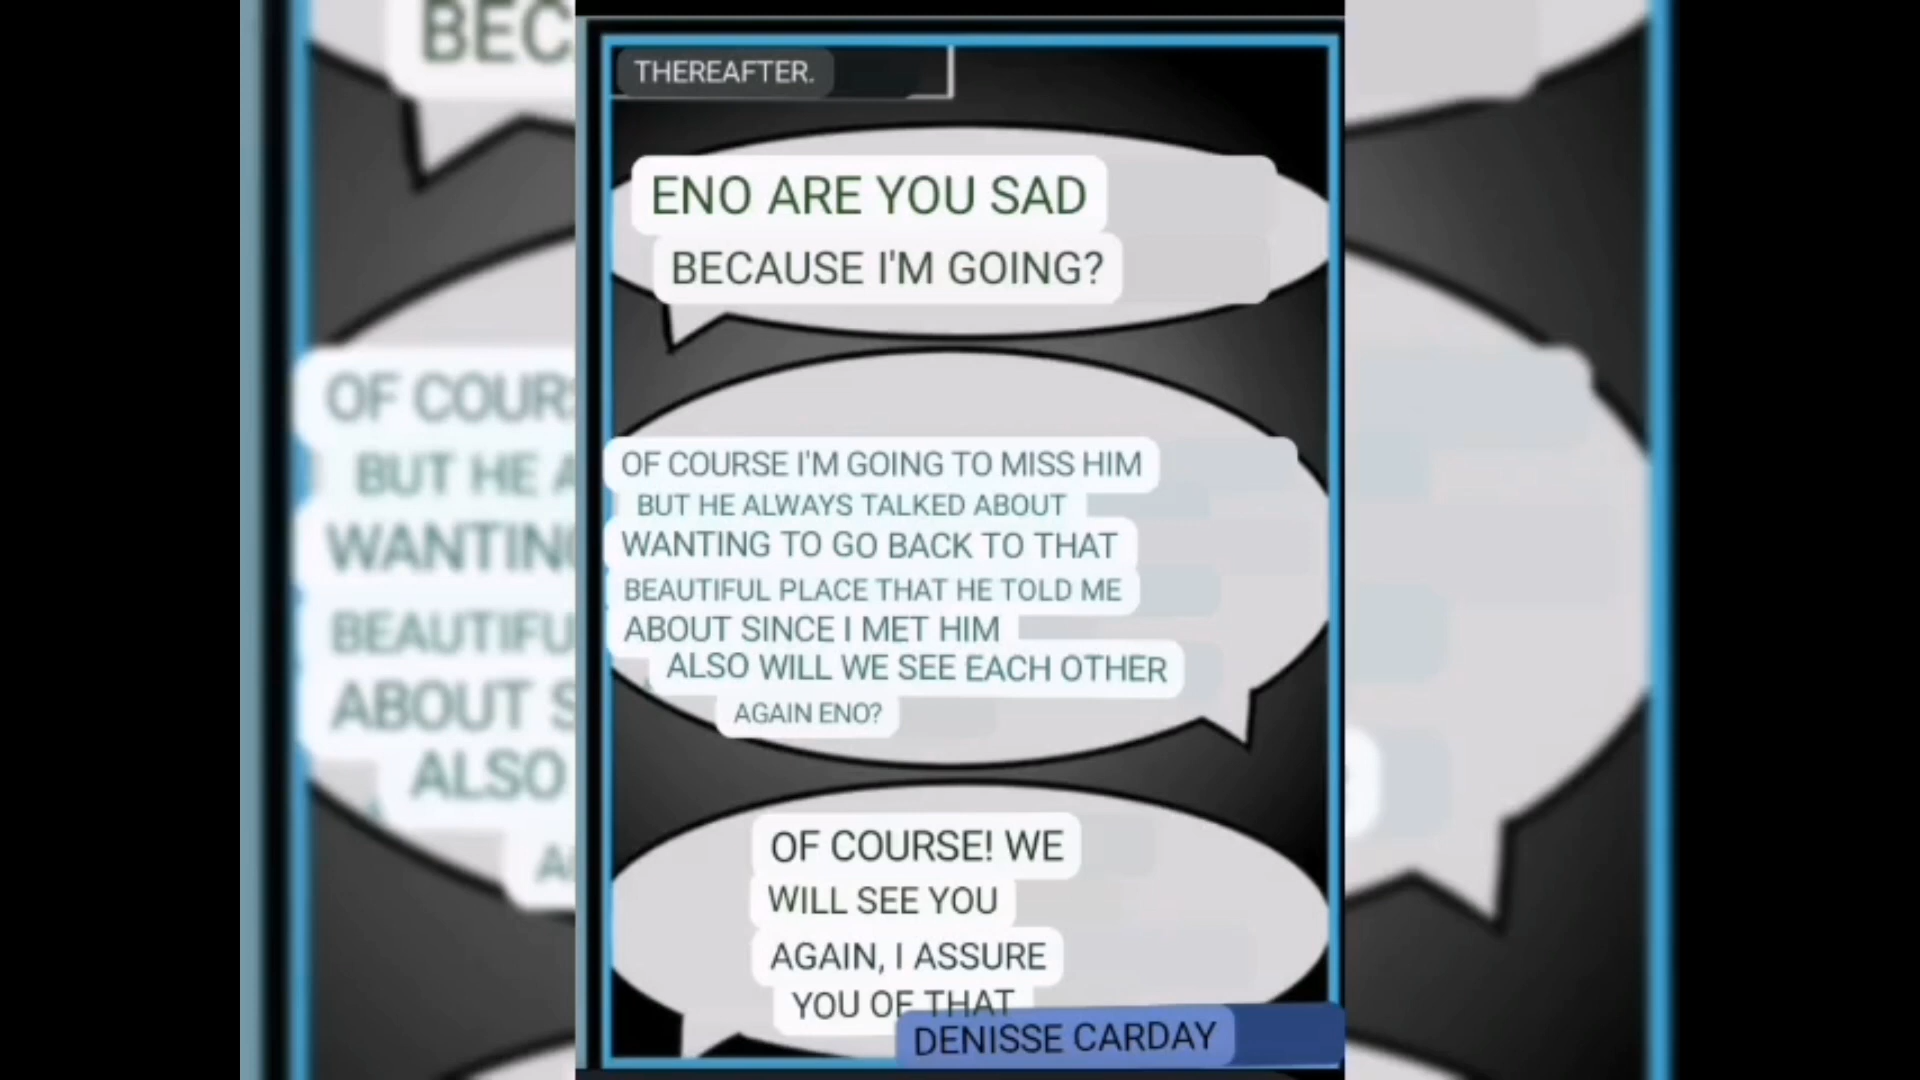 THEREAFTER.
ENO ARE YOU SAD
BECAUSE I'M GOING?
OF COURSE I'M GOING TO MISS HIM
BUT HE ALWAYS TALKED ABOUT
WANTING TO GO BACK TO THAT
BEAUTIFUL PLACE THAT HE TOLD ME
ABOUT SINCE I MET HIM
ALSO WILL WE SEE EACH OTHER
AGAIN ENO?
OF COURSE! WE
WILL SEE YOU
AGAIN, I ASSURE
YOU OF THAT
DENISSE CARDAY